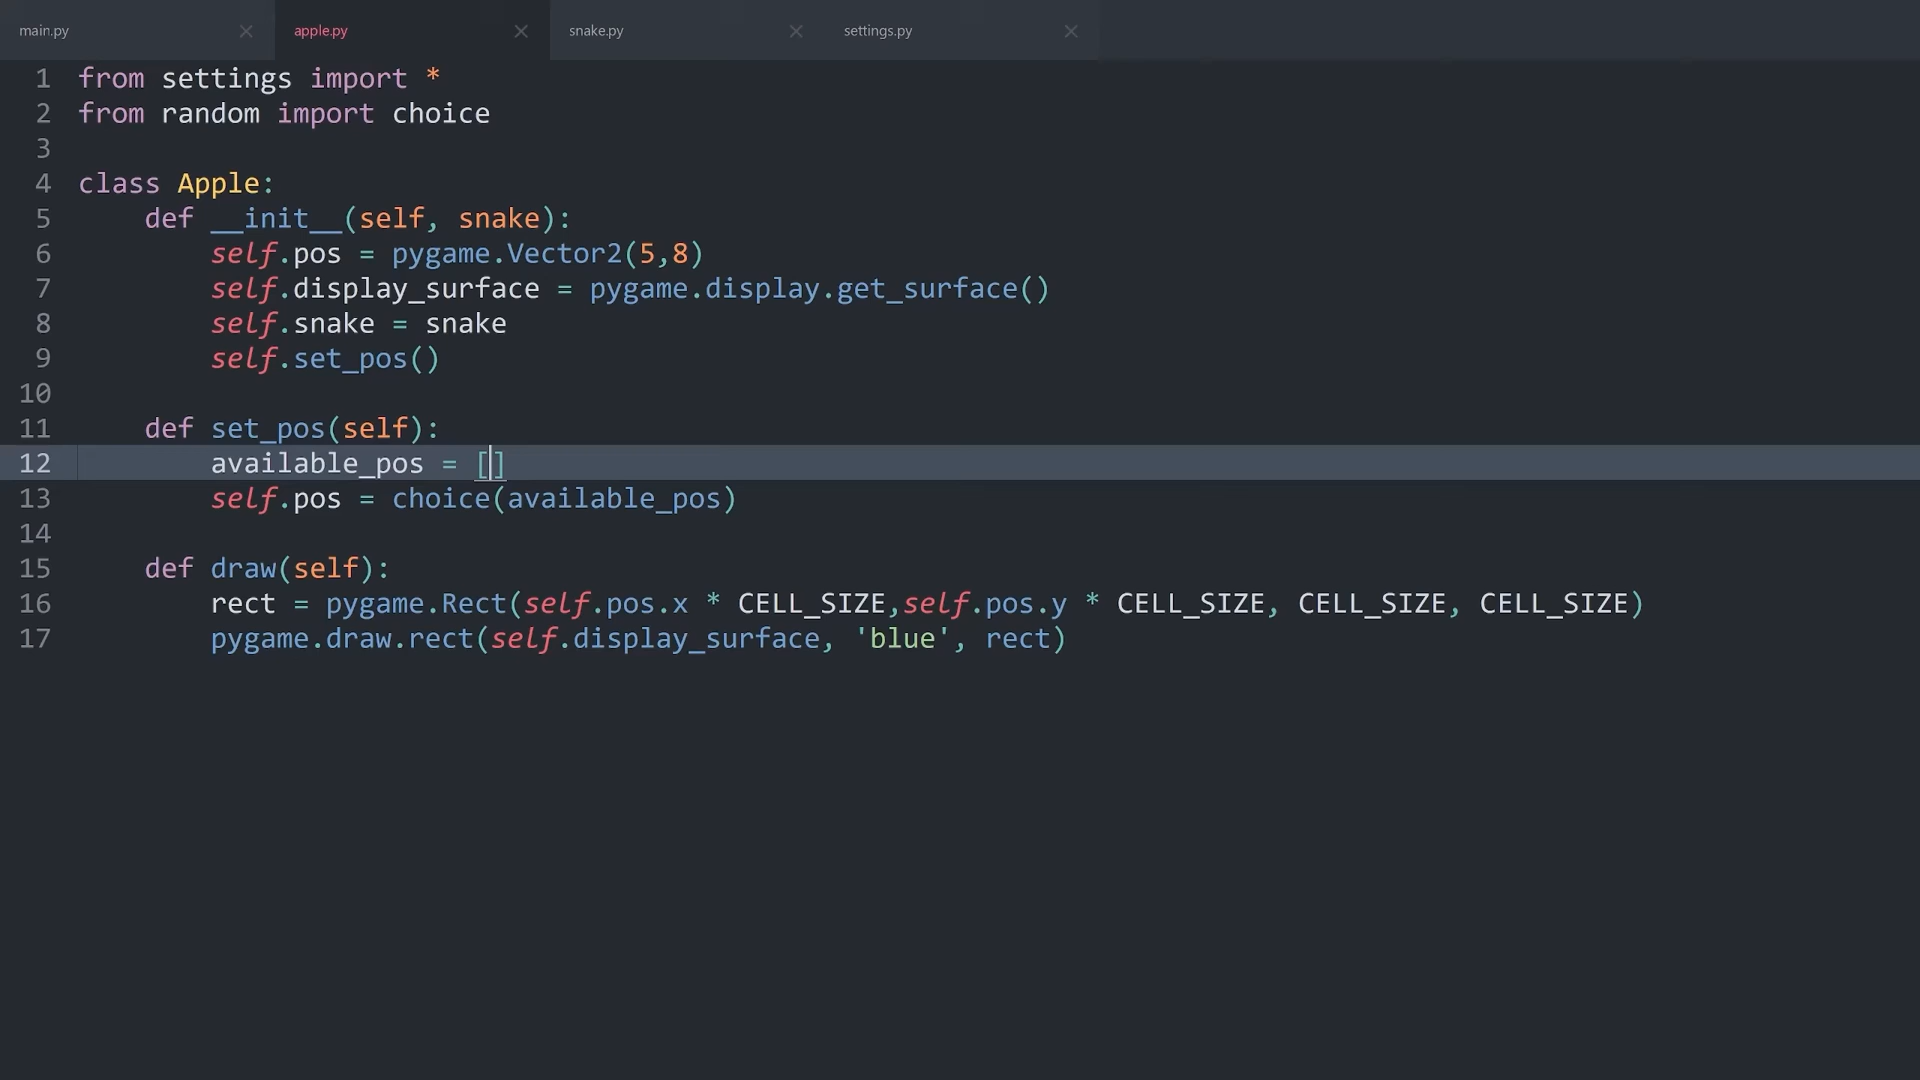 main.py × apple.py × snake.py × settings.py ×
1 from settings import *
2 from random import choice
3
4 class Apple:
5     def __init__(self, snake):
6         self.pos = pygame.Vector2(5,8)
7         self.display_surface = pygame.display.get_surface()
8         self.snake = snake
9         self.set_pos()
10
11     def set_pos(self):
12         available_pos = []
13         self.pos = choice(available_pos)
14
15     def draw(self):
16         rect = pygame.Rect(self.pos.x * CELL_SIZE,self.pos.y * CELL_SIZE, CELL_SIZE, CELL_SIZE)
17         pygame.draw.rect(self.display_surface, 'blue', rect)